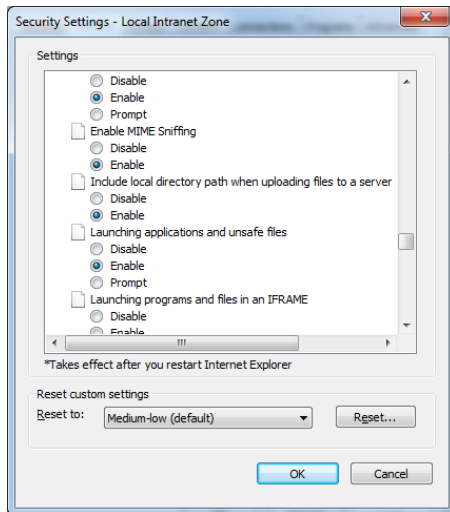 Security Settings - Local Intranet Zone
Settings
Disable
Enable
Prompt
Enable MIME Sniffing
Disable
Enable
Include local directory path when uploading files to a server
Disable
Enable
Launching applications and unsafe files
Disable
Enable
Prompt
Launching programs and files in an IFRAME
Disable
Enable
*Takes effect after you restart Internet Explorer
Reset custom settings
Reset to: Medium-low (default) Reset...
OK Cancel